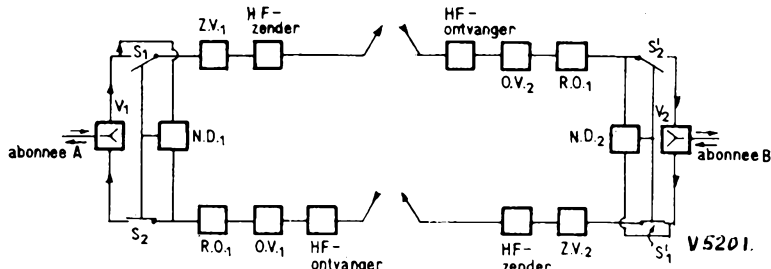 Z.V.1
HF-
zender
HF-
ontvanger
S1
S2'
O.V.2
R.O.1
V1
N.D.1
N.D.2
V2
abonnee A
abonnee B
S2
R.O.1
O.V.1
HF-
ontvanger
HF-
zender
Z.V.2
S1'
V5201.